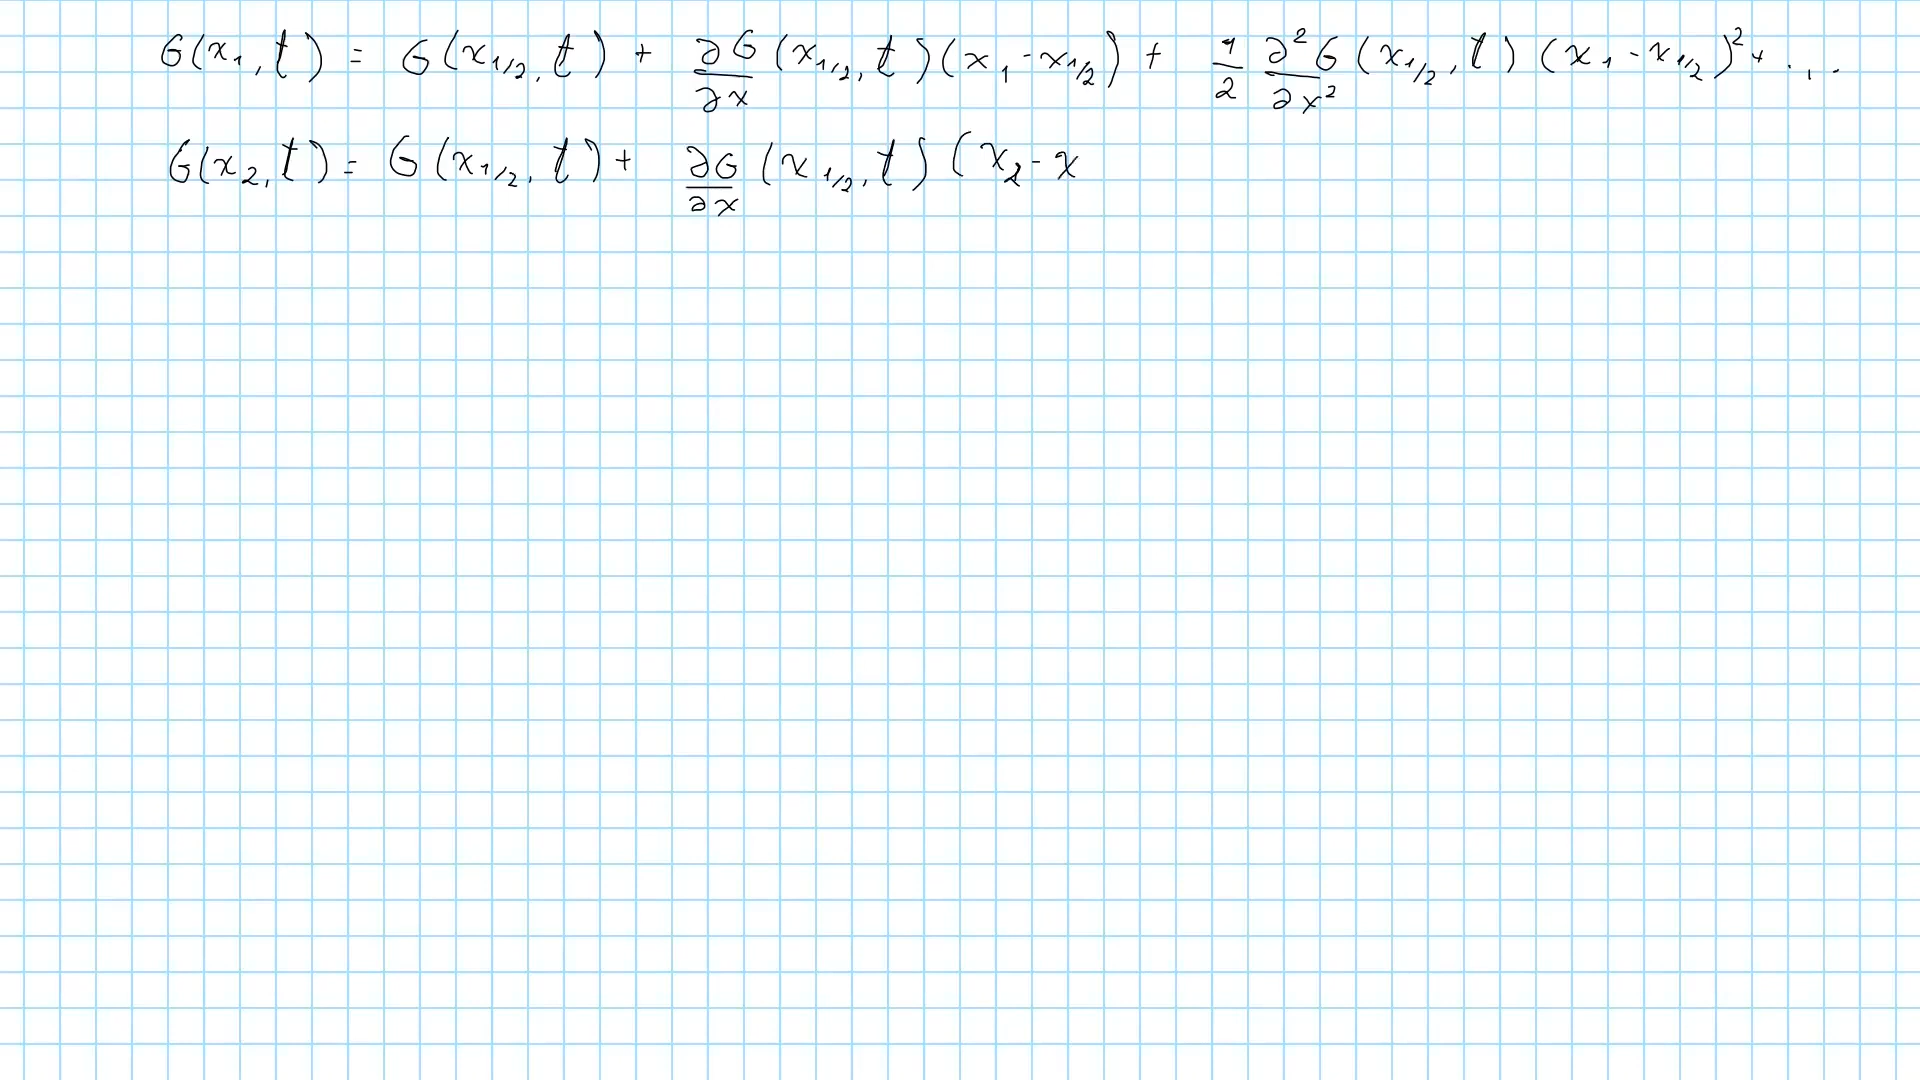 G(x₁, t) = G(x₁/₂, t) + ∂G/∂x (x₁/₂, t)(x₁ - x₁/₂) + 1/2 ∂²G/∂x² (x₁/₂, t) (x₁ - x₁/₂)² + ...
G(x₂, t) = G(x₁/₂, t) + ∂G/∂x (x₁/₂, t) (x₂ - x